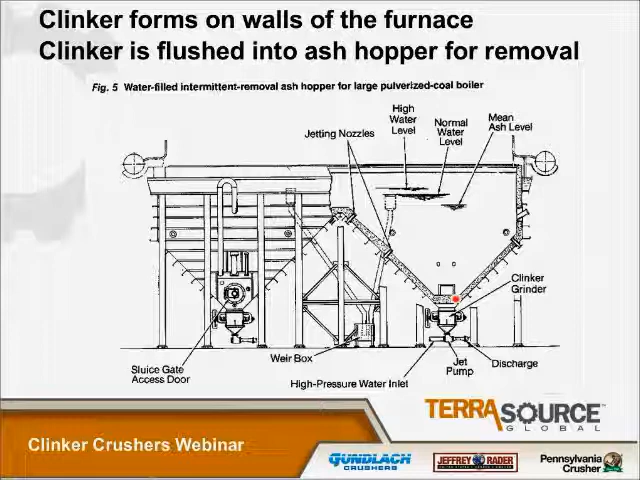 Clinker forms on walls of the furnace
Clinker is flushed into ash hopper for removal
Fig. 5 Water-filled intermittent-removal ash hopper for large pulverized-coal boiler
High
Water
Level
Normal
Water
Level
Mean
Ash Level
Jetting Nozzles
Clinker
Grinder
Weir Box
Sluice Gate
Access Door
High-Pressure Water Inlet
Jet
Pump
Discharge
TERRASOURCE™
GLOBAL
Clinker Crushers Webinar
GUNDLACH
CRUSHERS
JEFFREY RADER
Pennsylvania
Crusher